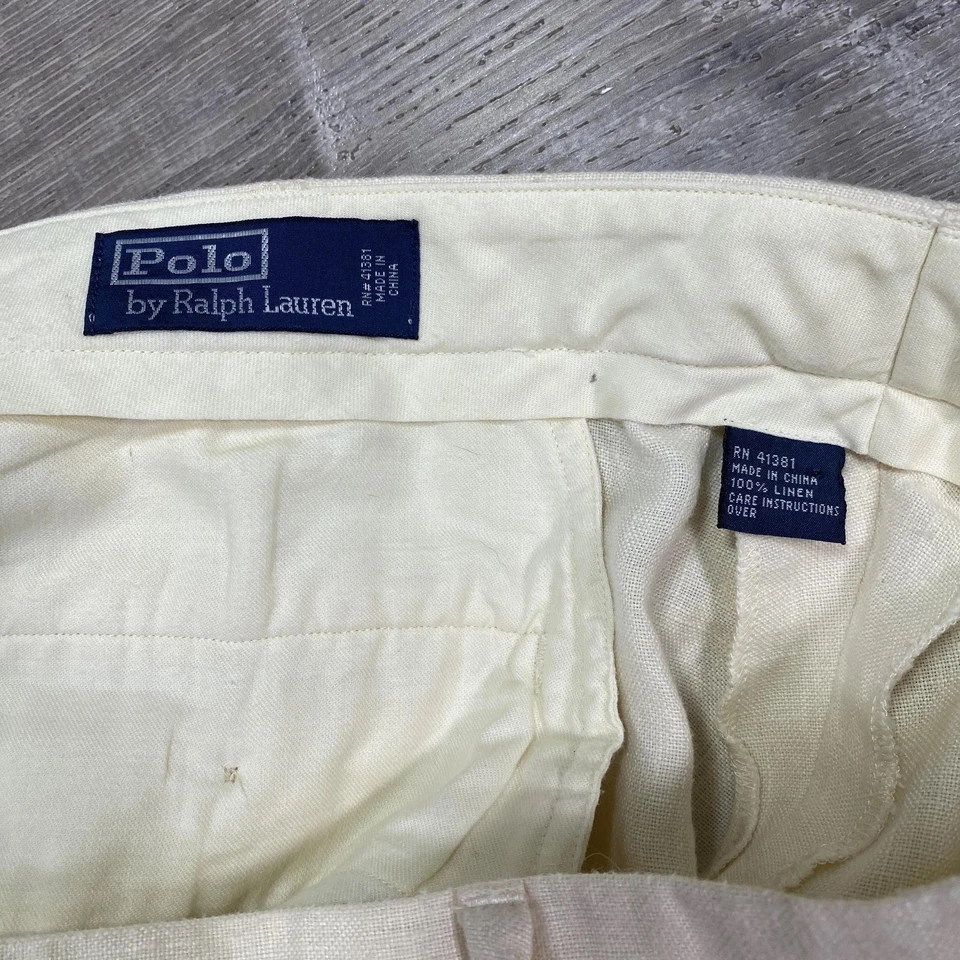 Polo
by Ralph Lauren
RN# 41381
MADE IN
CHINA
RN 41381
MADE IN CHINA
100% LINEN
CARE INSTRUCTIONS
OVER